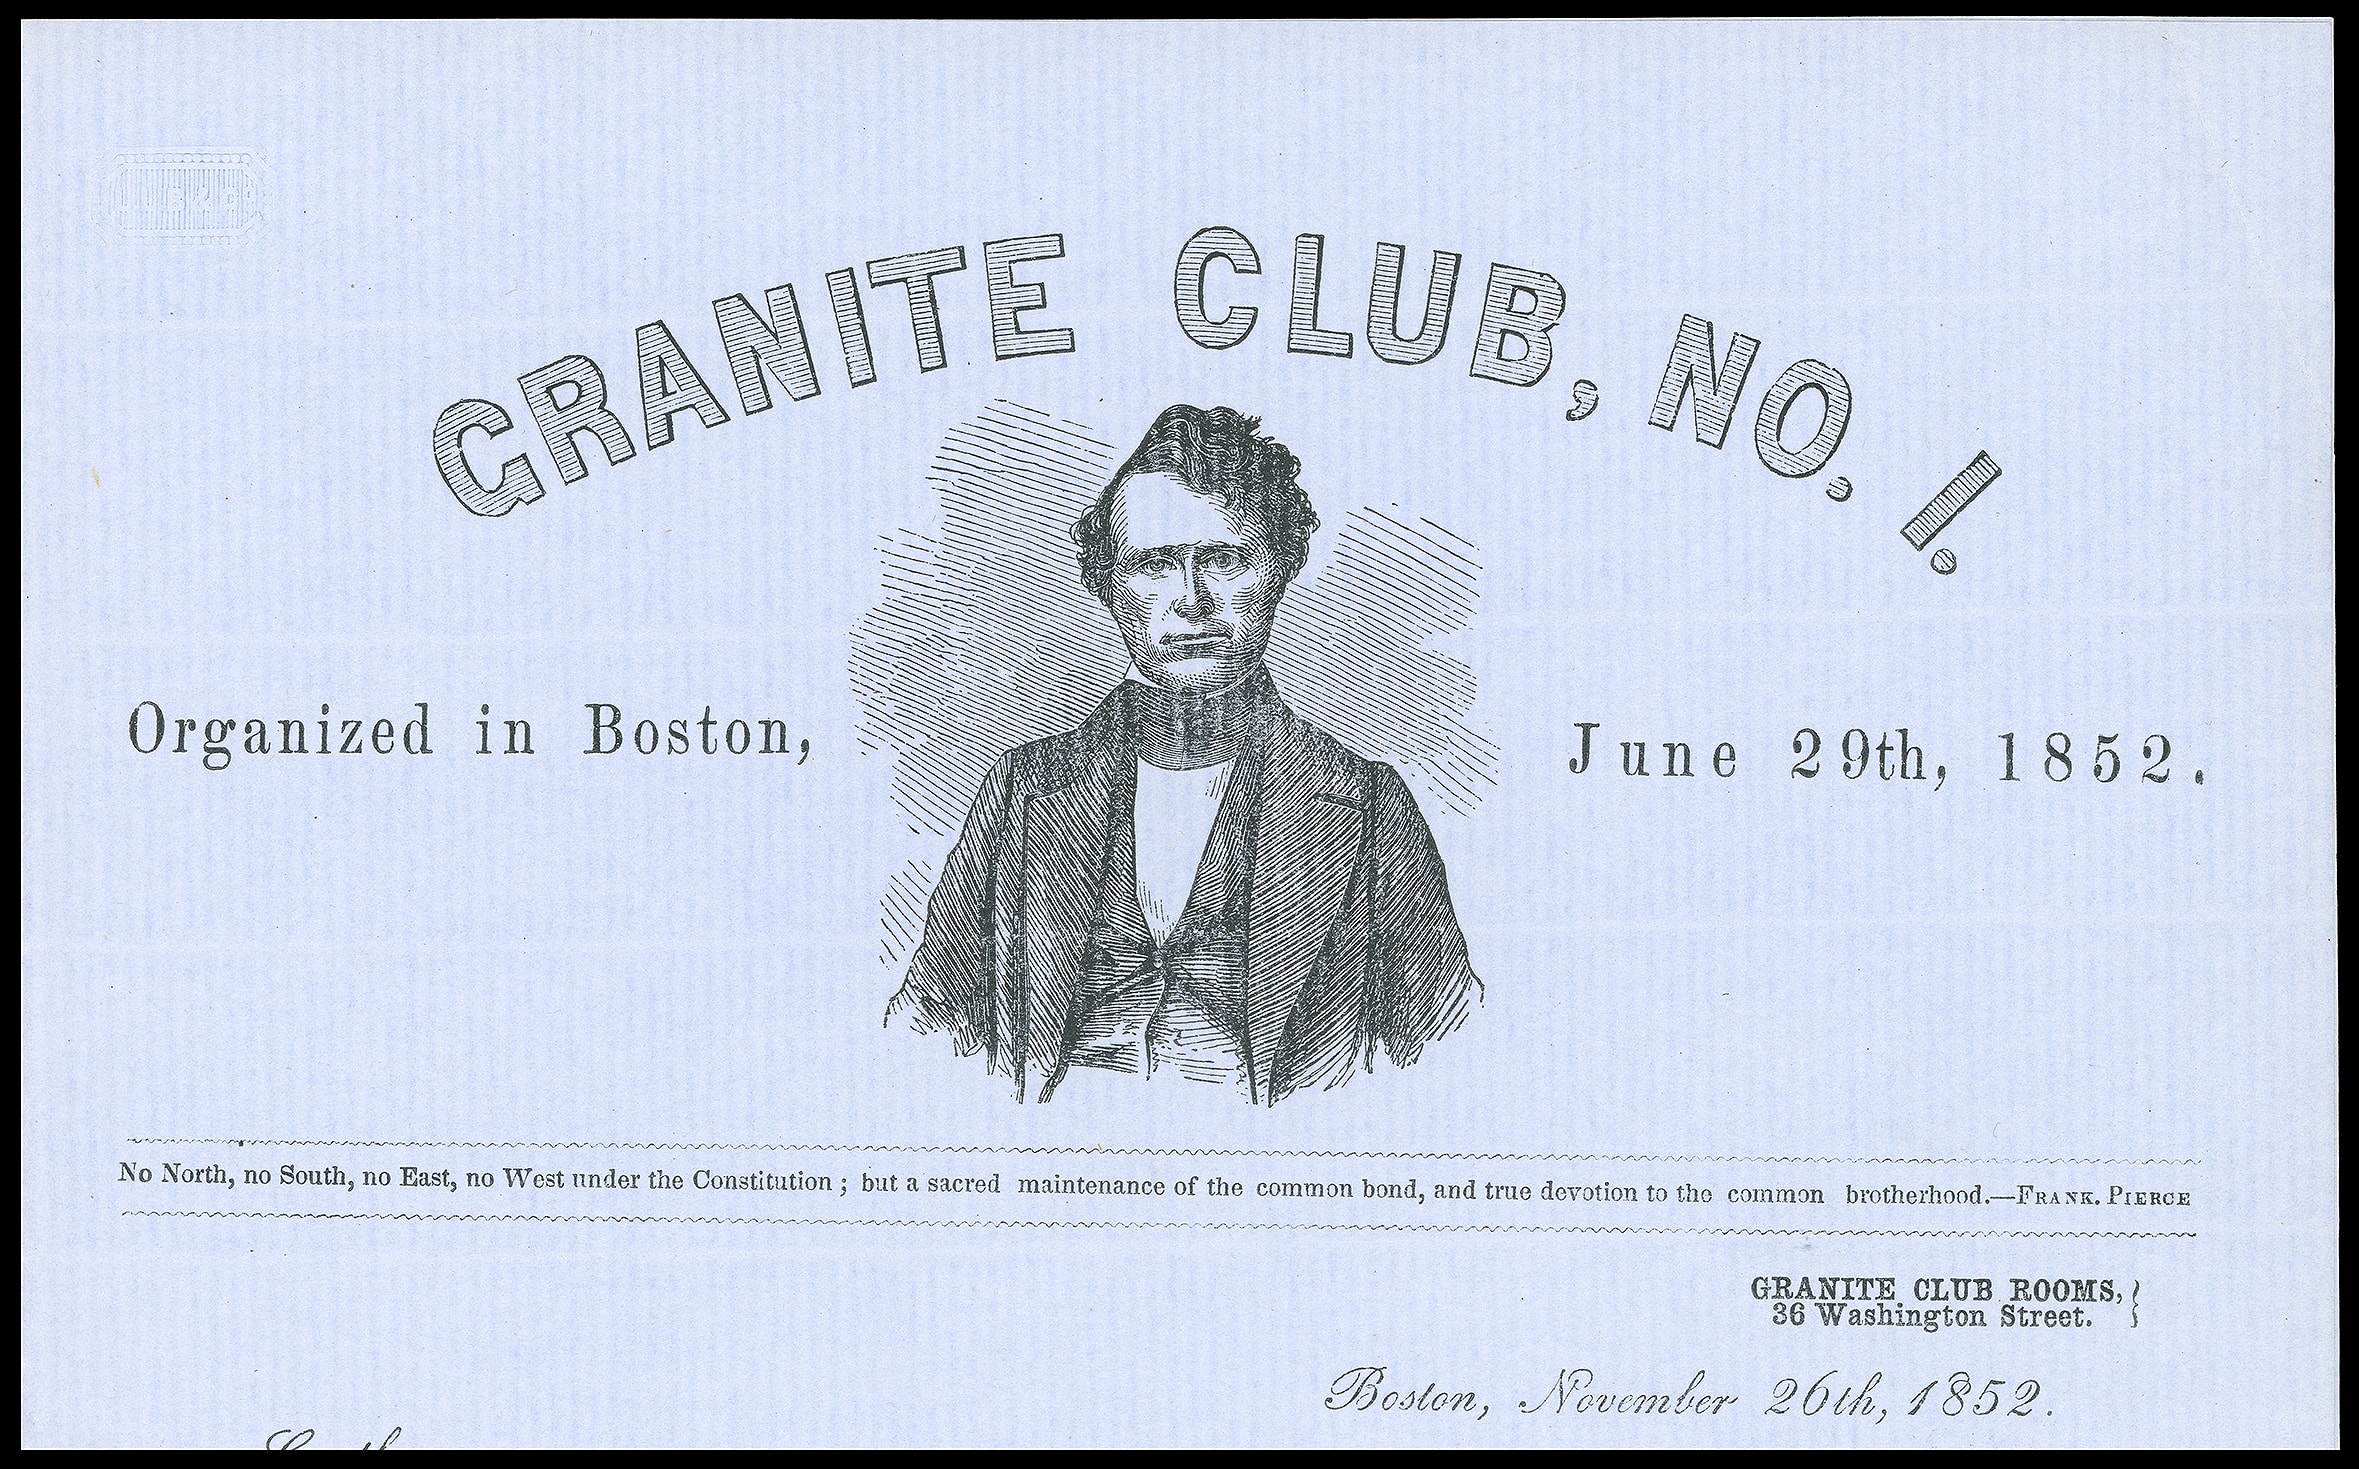 GRANITE CLUB, NO. 1.
Organized in Boston, June 29th, 1852.
No North, no South, no East, no West under the Constitution; but a sacred maintenance of the common bond, and true devotion to the common brotherhood.—FRANK. PIERCE
GRANITE CLUB ROOMS,
36 Washington Street.
Boston, November 26th, 1852.